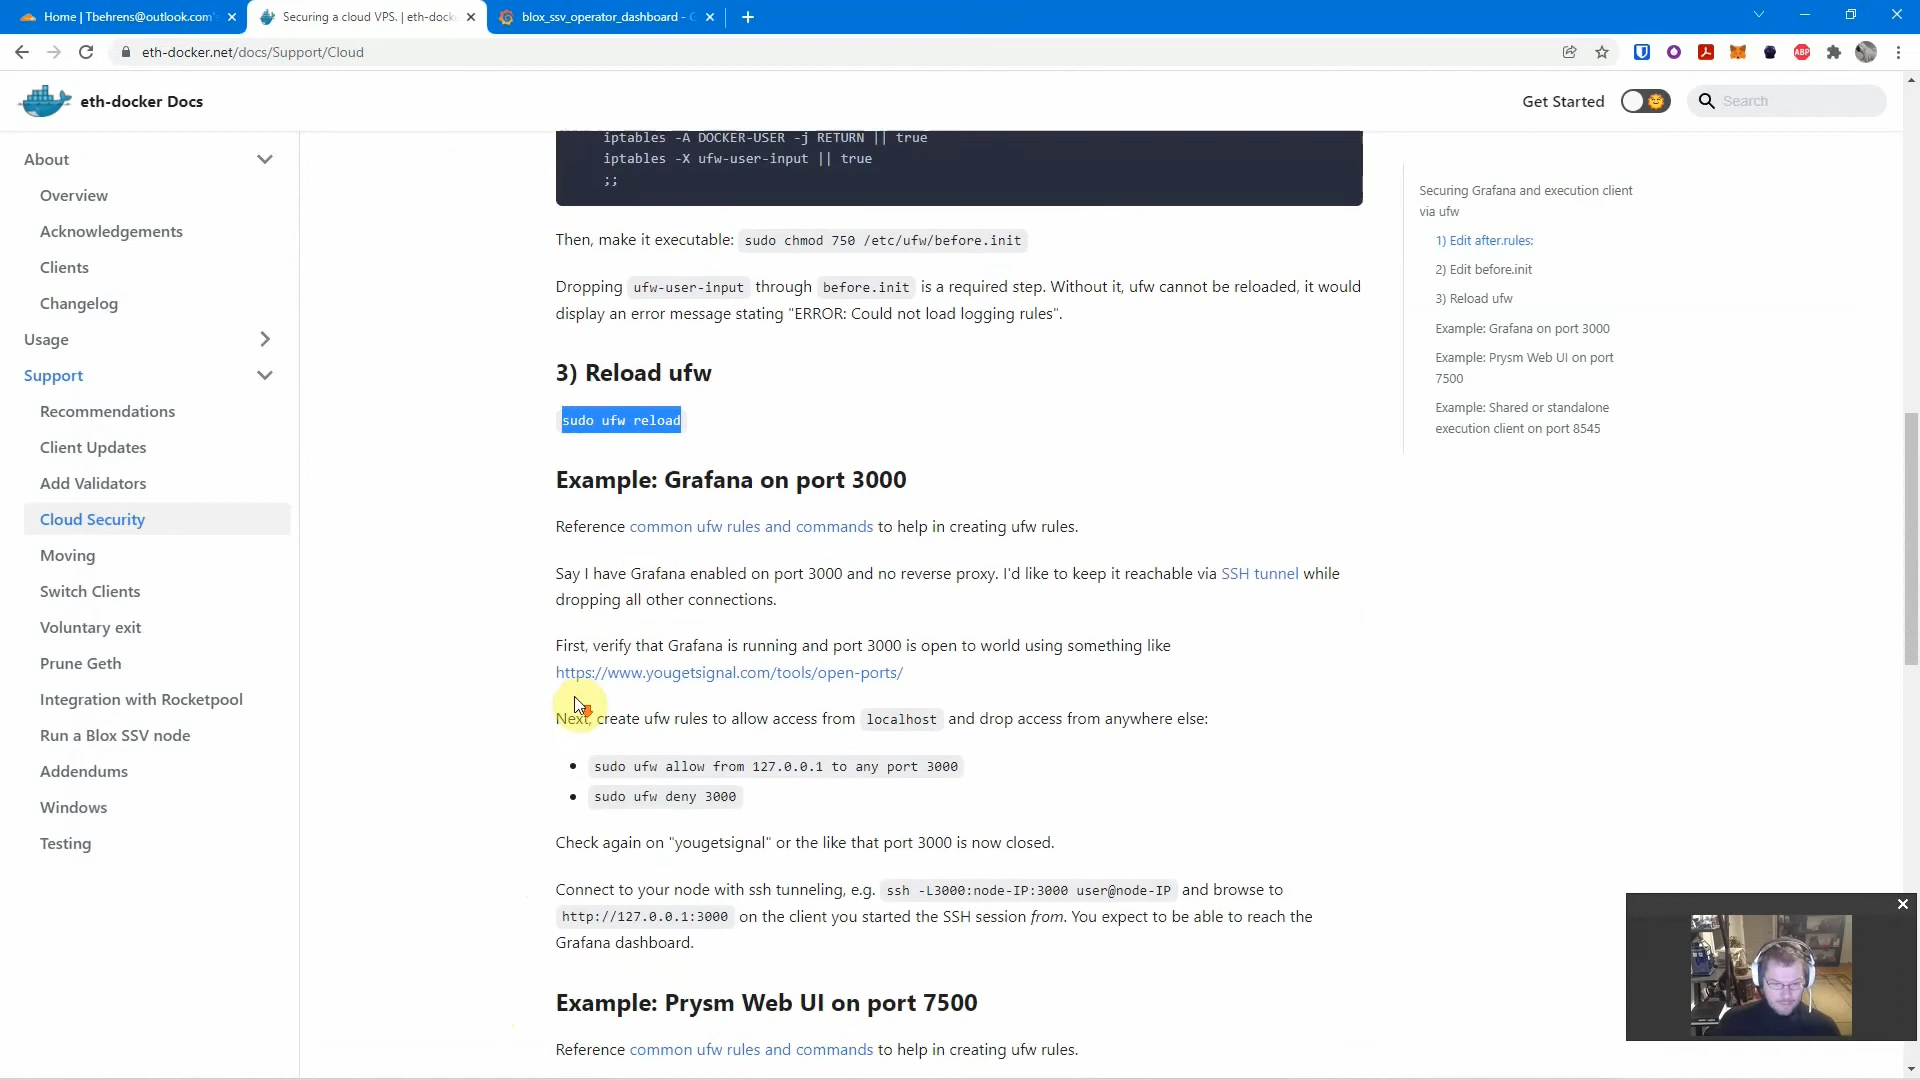 Home | Tbehrens@outlook.com'
Securing a cloud VPS. | eth-dock
blox_ssv_operator_dashboard - G
eth-docker.net/docs/Support/Cloud
ABP
eth-docker Docs
Get Started
Search
About
Overview
Acknowledgements
Clients
Changelog
Usage
Support
Recommendations
Client Updates
Add Validators
Cloud Security
Moving
Switch Clients
Voluntary exit
Prune Geth
Integration with Rocketpool
Run a Blox SSV node
Addendums
Windows
Testing
iptables -A DOCKER-USER -j RETURN || true
iptables -X ufw-user-input || true
;;
Then, make it executable: sudo chmod 750 /etc/ufw/before.init
Dropping ufw-user-input through before.init is a required step. Without it, ufw cannot be reloaded, it would
display an error message stating "ERROR: Could not load logging rules".
3) Reload ufw
sudo ufw reload
Example: Grafana on port 3000
Reference common ufw rules and commands to help in creating ufw rules.
Say I have Grafana enabled on port 3000 and no reverse proxy. I'd like to keep it reachable via SSH tunnel while
dropping all other connections.
First, verify that Grafana is running and port 3000 is open to world using something like
https://www.yougetsignal.com/tools/open-ports/
Next, create ufw rules to allow access from localhost and drop access from anywhere else:
• sudo ufw allow from 127.0.0.1 to any port 3000
• sudo ufw deny 3000
Check again on "yougetsignal" or the like that port 3000 is now closed.
Connect to your node with ssh tunneling, e.g. ssh -L3000:node-IP:3000 user@node-IP and browse to
http://127.0.0.1:3000 on the client you started the SSH session from. You expect to be able to reach the
Grafana dashboard.
Example: Prysm Web UI on port 7500
Reference common ufw rules and commands to help in creating ufw rules.
Securing Grafana and execution client
via ufw
1) Edit after.rules:
2) Edit before.init
3) Reload ufw
Example: Grafana on port 3000
Example: Prysm Web UI on port
7500
Example: Shared or standalone
execution client on port 8545